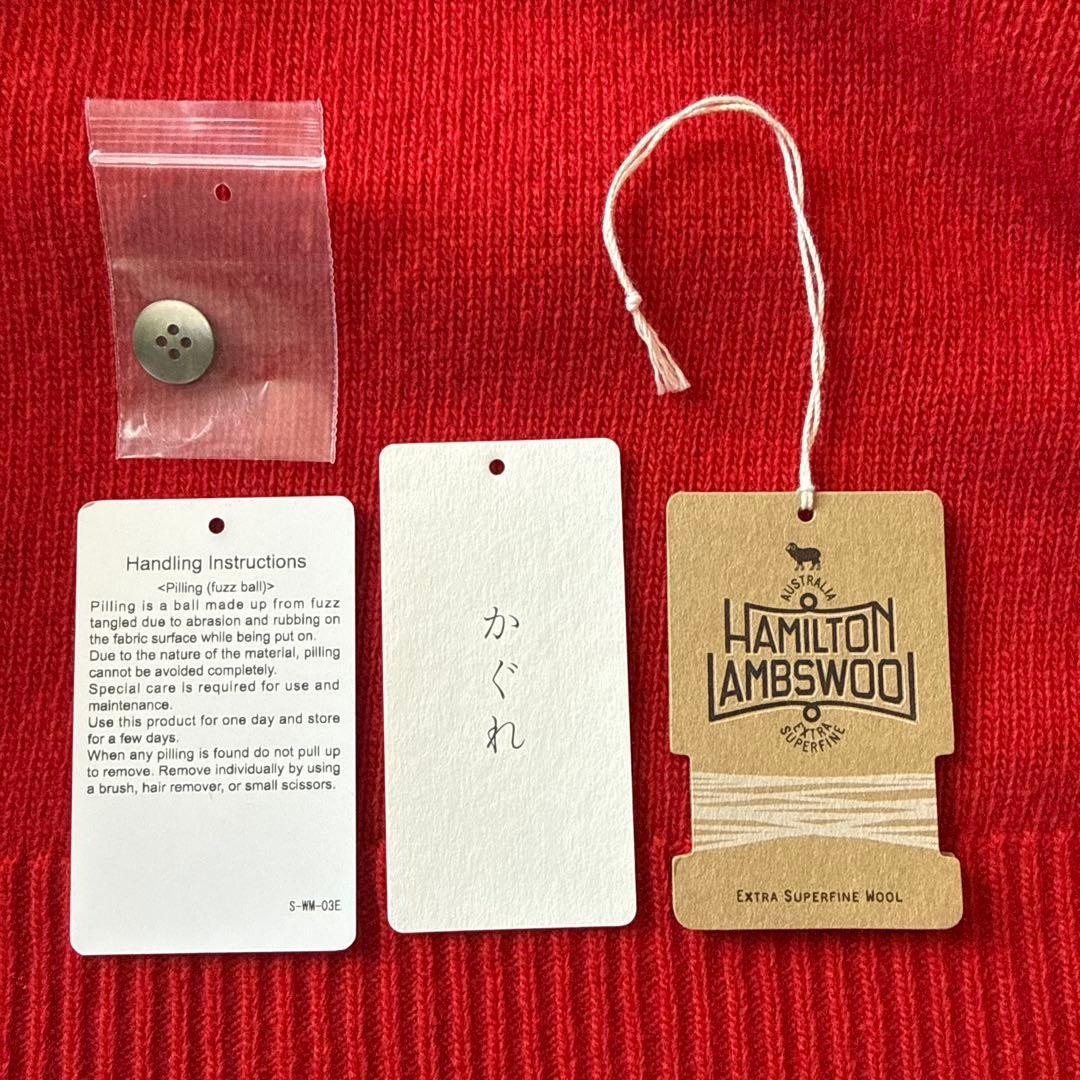 Handling Instructions
<Pilling (fuzz ball)>
Pilling is a ball made up from fuzz
tangled due to abrasion and rubbing on
the fabric surface while being put on.
Due to the nature of the material, pilling
cannot be avoided completely.
Special care is required for use and
maintenance.
Use this product for one day and store
for a few days.
When any pilling is found do not pull up
to remove. Remove individually by using
a brush, hair remover, or small scissors.
S-WM-03E
かぐれ
AUSTRALIA
HAMILTON
LAMBSWOOL
EXTRA
SUPERFINE
EXTRA SUPERFINE WOOL